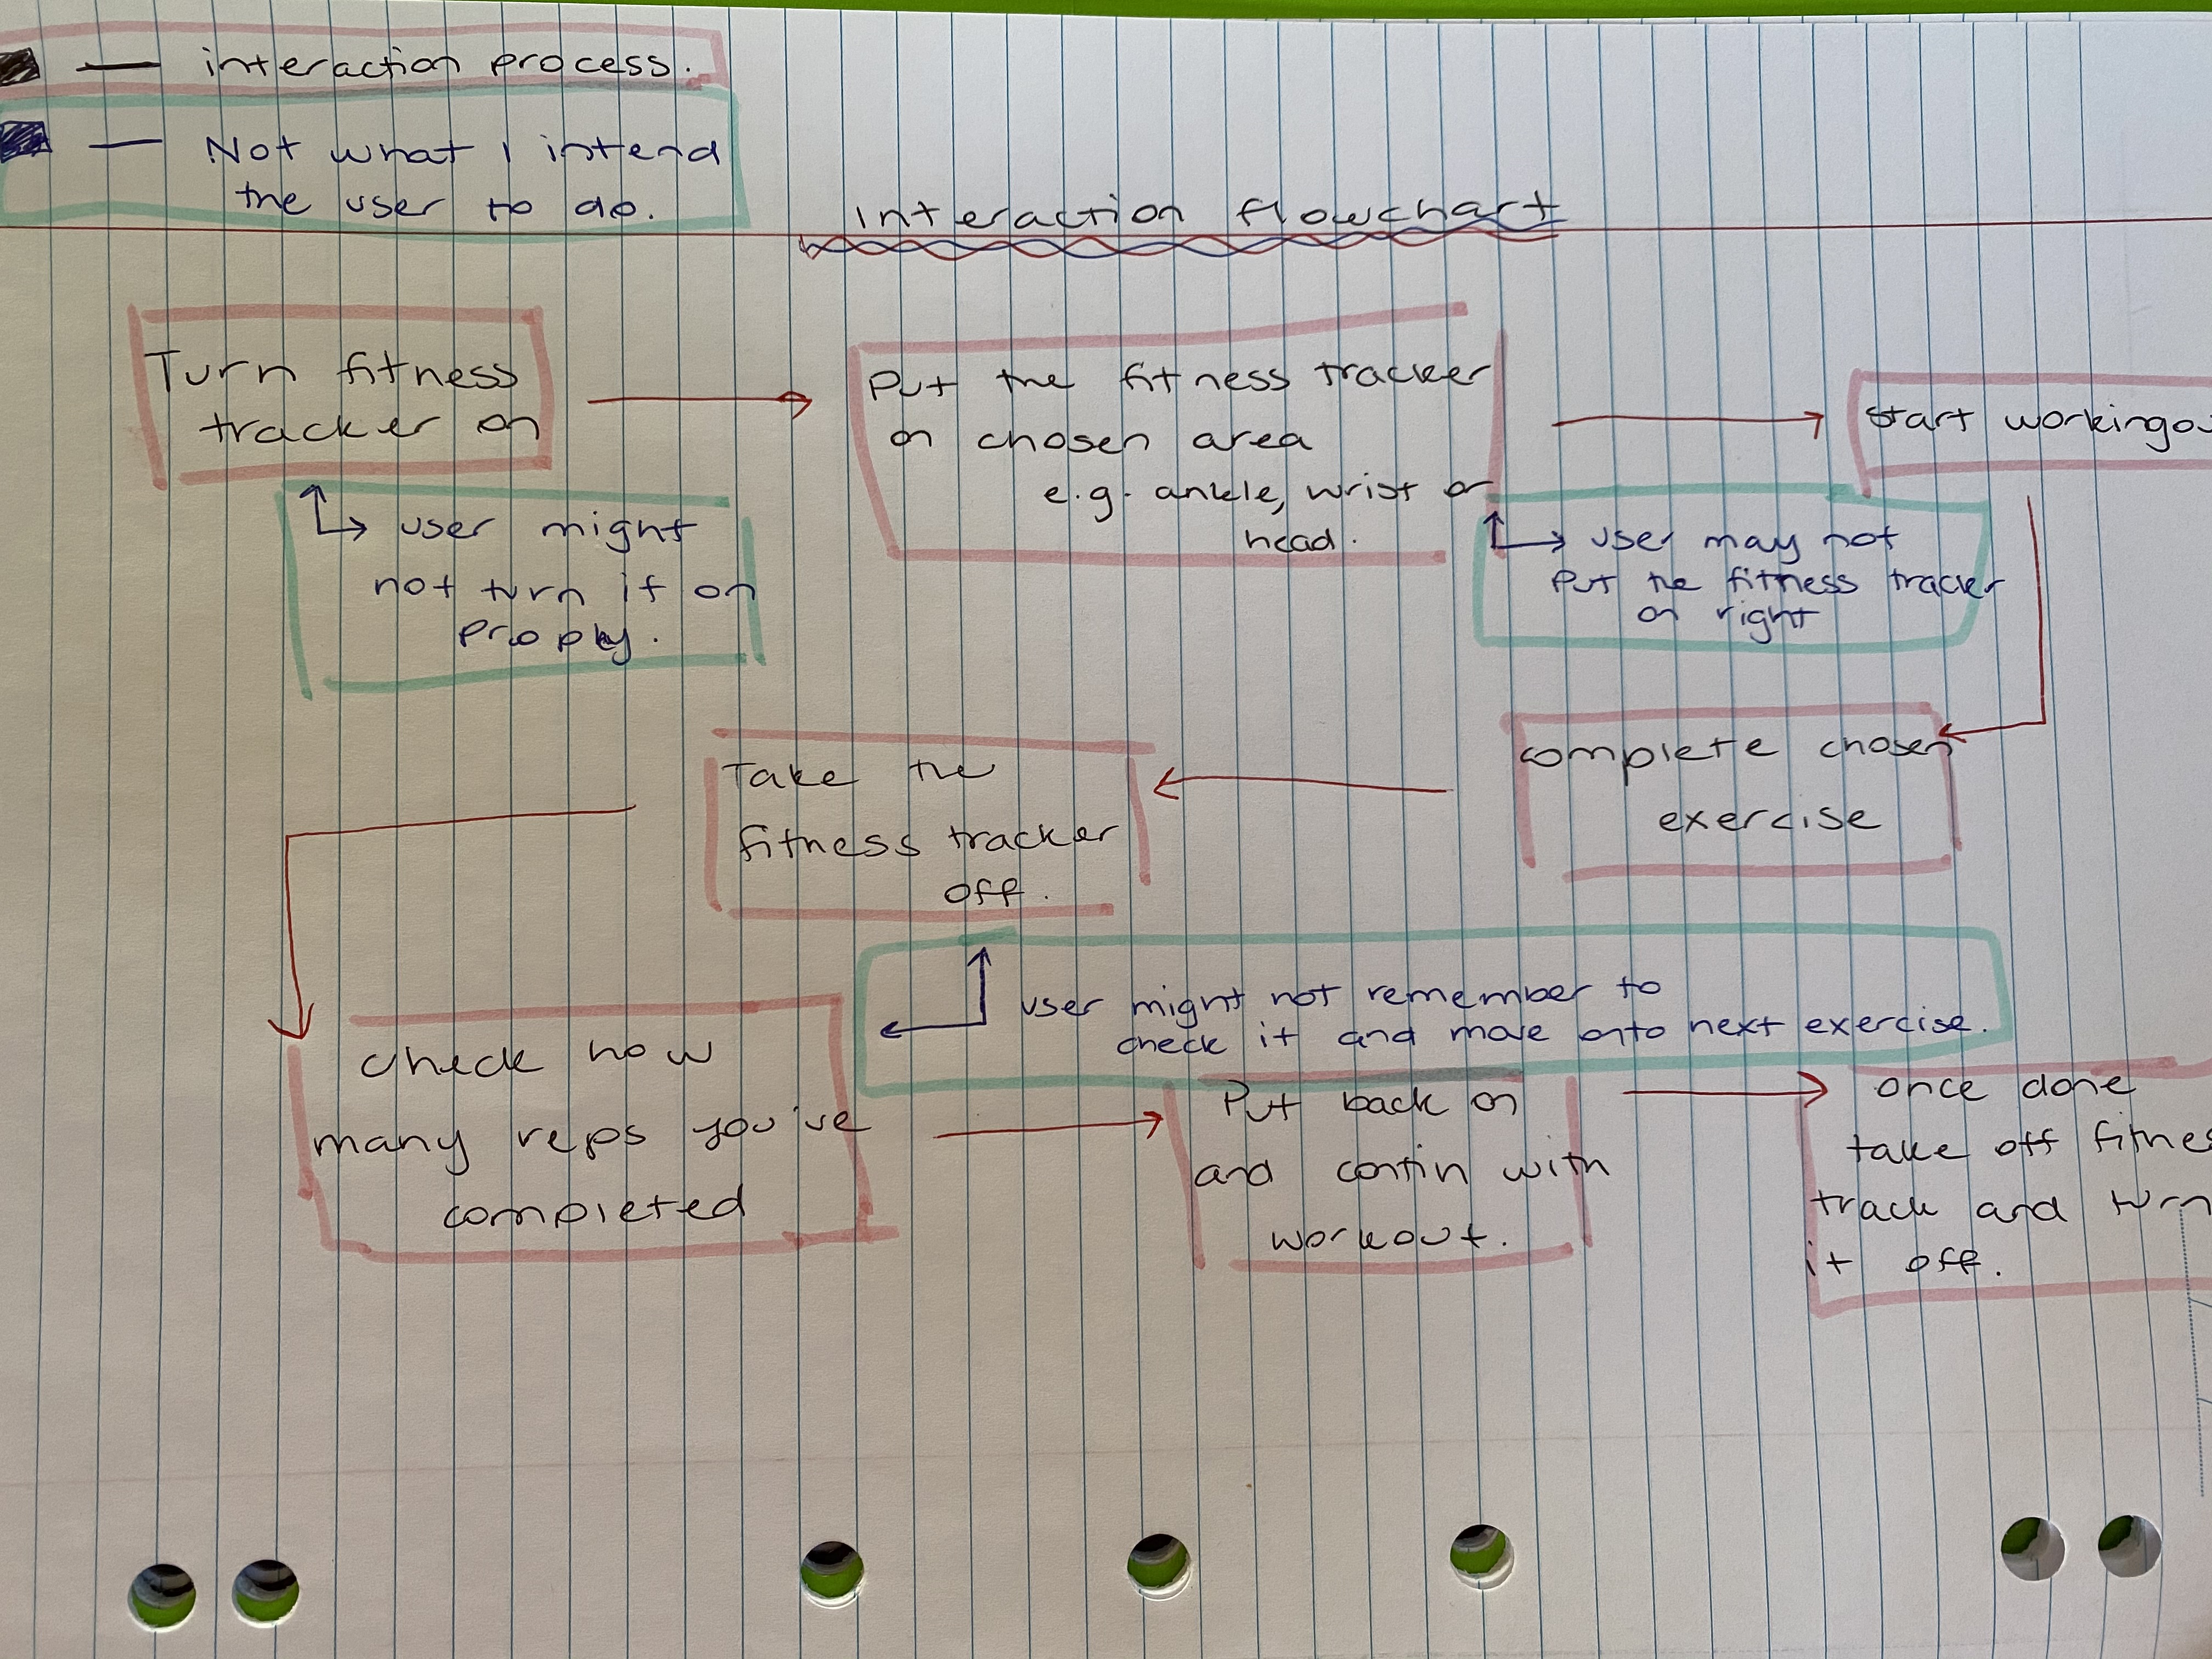 — interaction process.
— Not what I intend
the user to do.
Interaction flowchart
Turn fitness
tracker on
user might
not turn it on
proply.
Put the fitness tracker
on chosen area
e.g. ankle, wrist or
head.
start workingou
user may not
Put the fitness tracker
on right
complete chosen
exercise
Take the
fitness tracker
off.
user might not remember to
check it and move onto next exercise.
check how
many reps you've
completed
Put back on
and contin with
workout.
once done
take off fitnes
track and turn
it off.